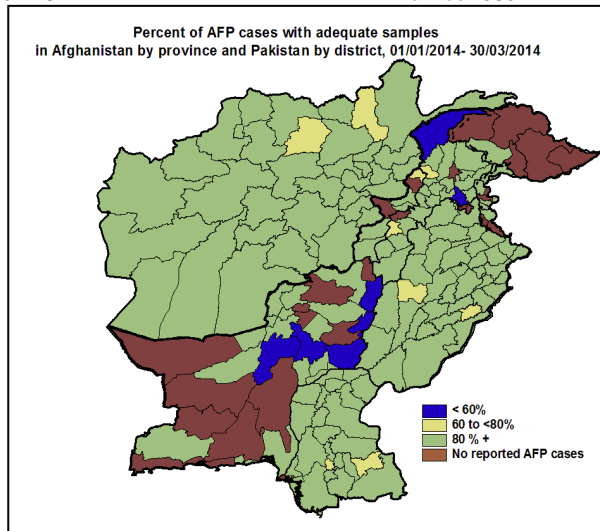 Percent of AFP cases with adequate samples
in Afghanistan by province and Pakistan by district, 01/01/2014- 30/03/2014
< 60%
60 to <80%
80 % +
No reported AFP cases